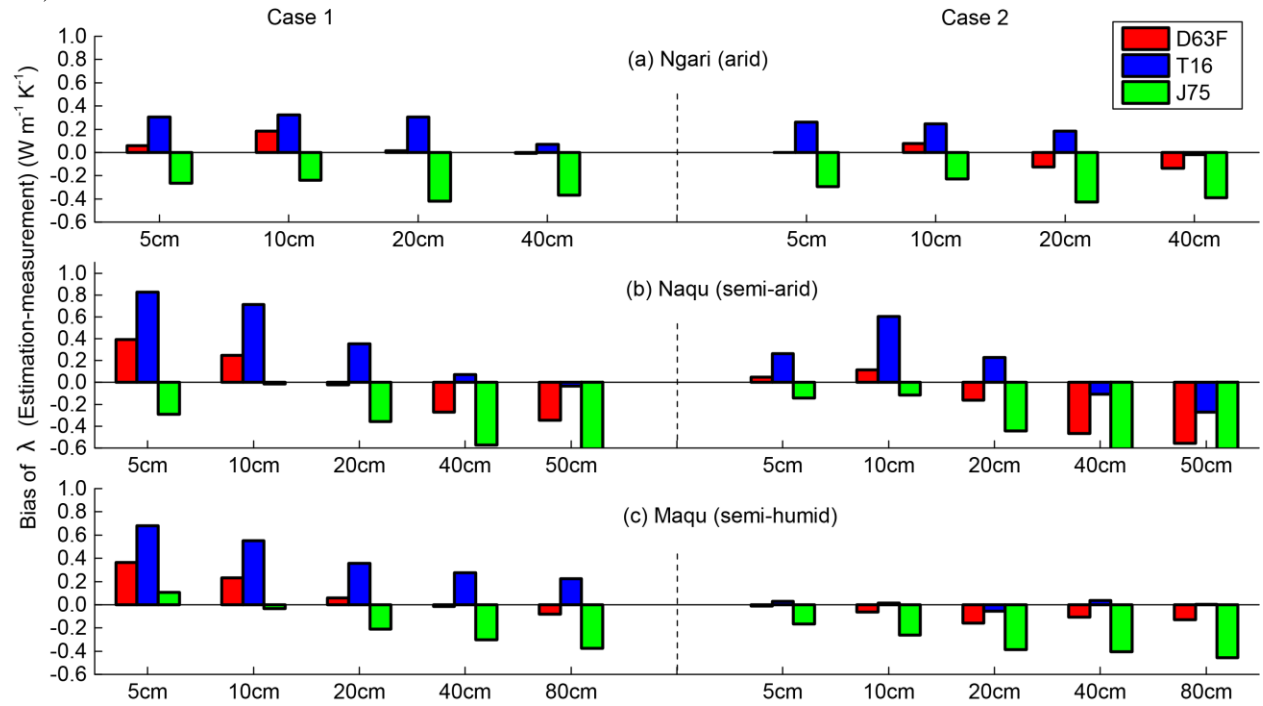 Case 1
Case 2
D63F
T16
J75
Bias of λ (Estimation-measurement) (W m⁻¹ K⁻¹)
(a) Ngari (arid)
1.0
0.8
0.6
0.4
0.2
0.0
-0.2
-0.4
-0.6
5cm 10cm 20cm 40cm 5cm 10cm 20cm 40cm
(b) Naqu (semi-arid)
1.0
0.8
0.6
0.4
0.2
0.0
-0.2
-0.4
-0.6
5cm 10cm 20cm 40cm 50cm 5cm 10cm 20cm 40cm 50cm
(c) Maqu (semi-humid)
1.0
0.8
0.6
0.4
0.2
0.0
-0.2
-0.4
-0.6
5cm 10cm 20cm 40cm 80cm 5cm 10cm 20cm 40cm 80cm